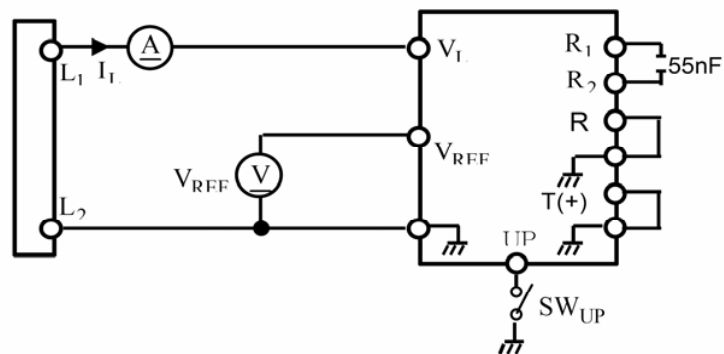 L1
IL
A
VL
R1
R2
55nF
R
VREF
V
VREF
T(+)
L2
UP
SWUP